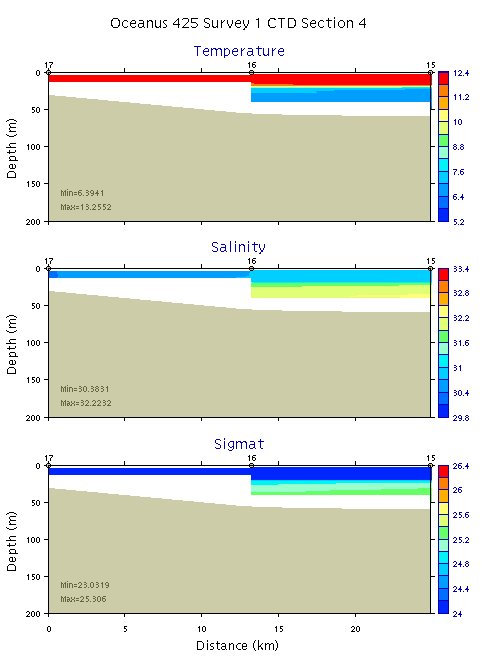 Oceanus 425 Survey 1 CTD Section 4
Temperature
17 16 15
0
50
100
150
200
Depth (m)
Min=6.3941
Max=13.2552
12.4
11.2
10
8.8
7.6
6.4
5.2
Salinity
17 16 15
0
50
100
150
200
Depth (m)
Min=30.3831
Max=32.2232
33.4
32.8
32.2
31.6
31
30.4
29.8
Sigmat
17 16 15
0
50
100
150
200
Depth (m)
Min=23.0319
Max=25.306
26.4
26
25.6
25.2
24.8
24.4
24
0 5 10 15 20
Distance (km)